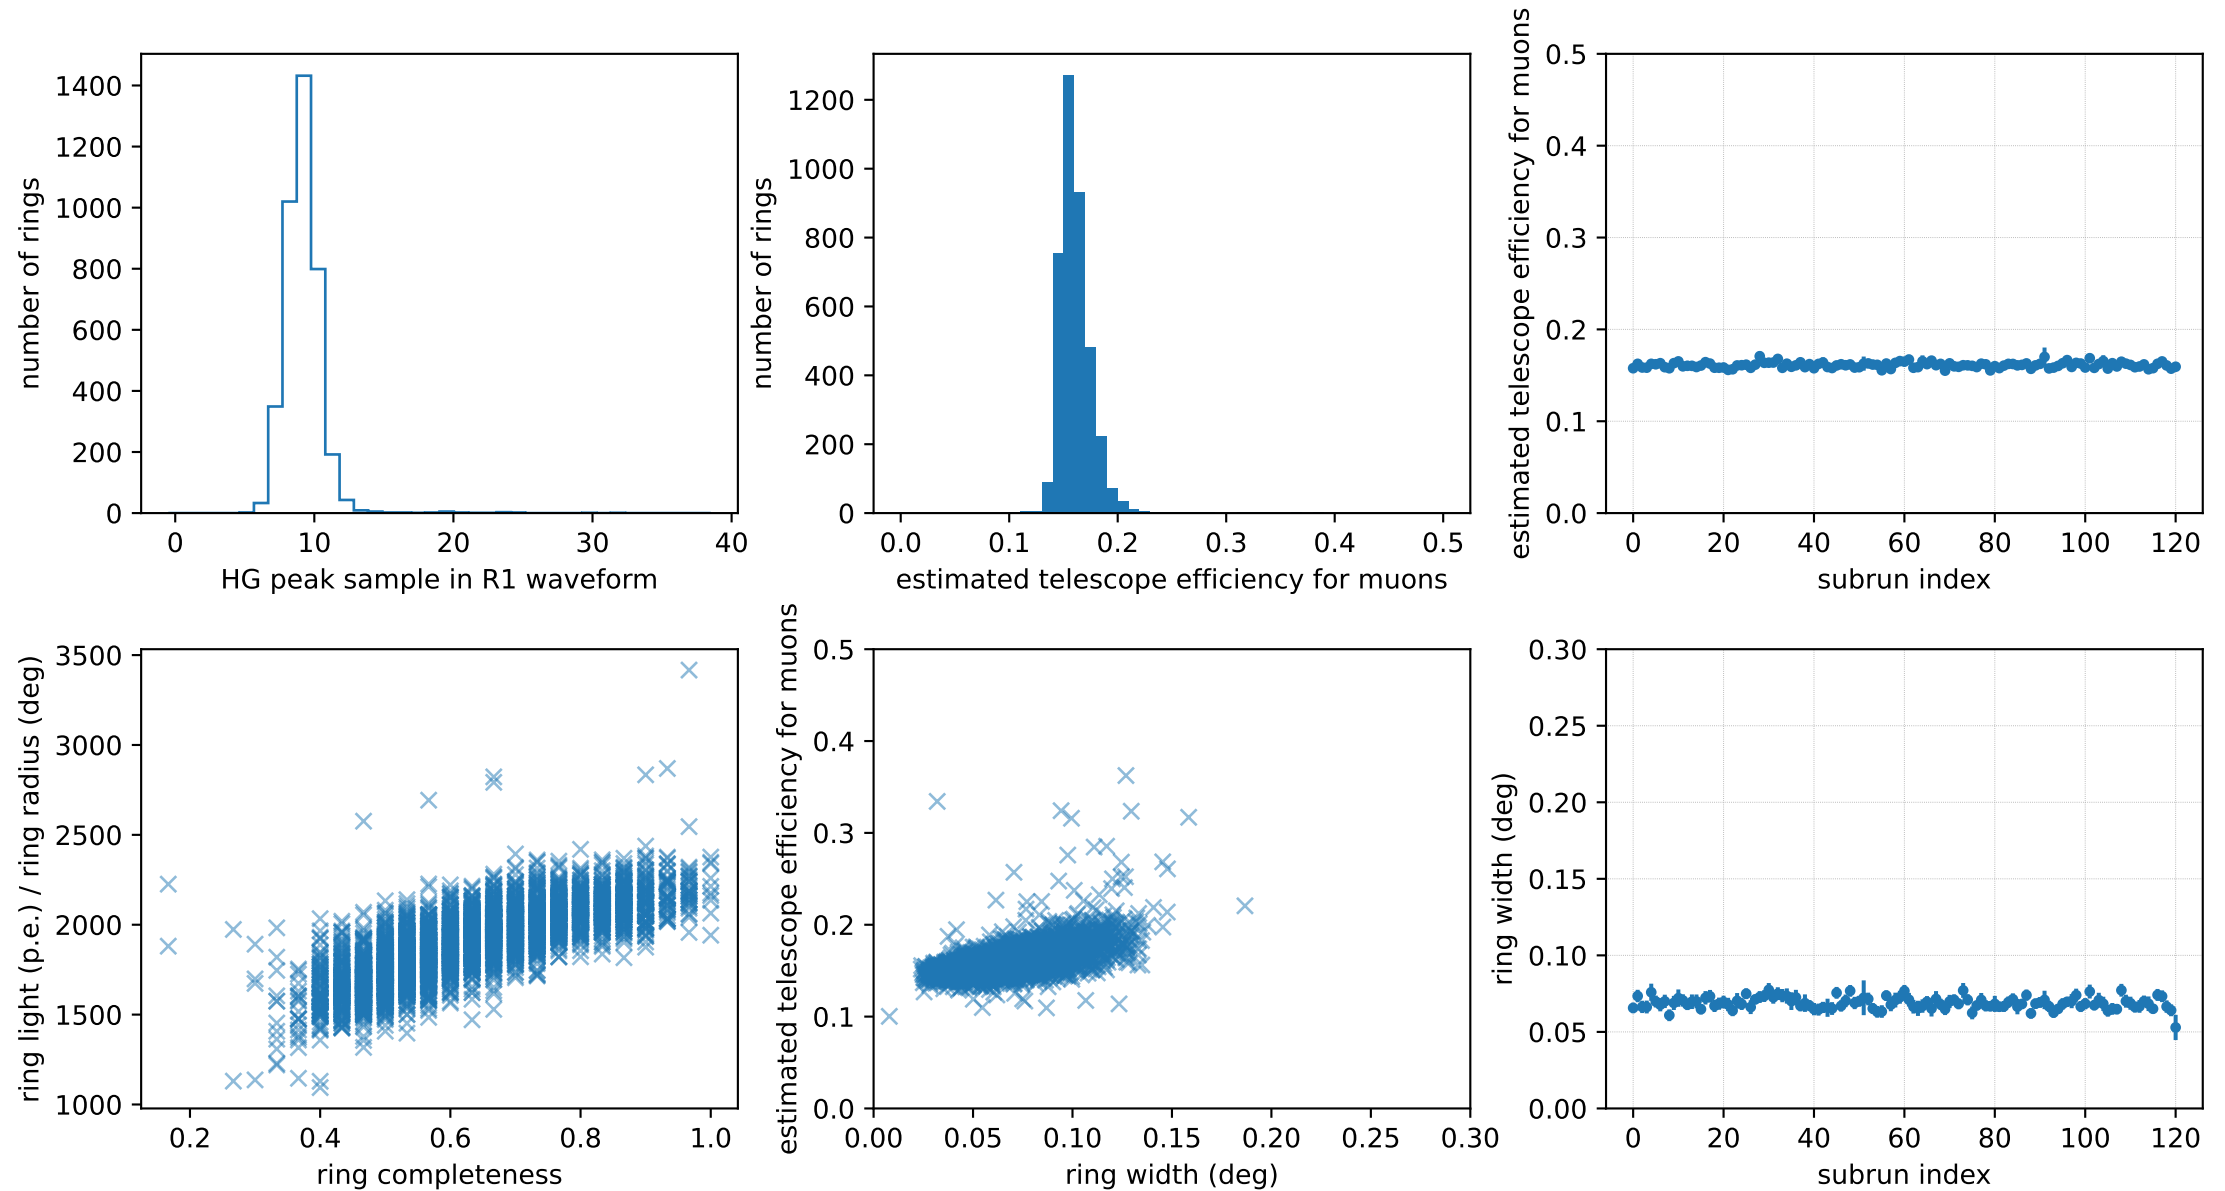 number of rings
1400
1200
1000
800
600
400
200
0
0 10 20 30 40
HG peak sample in R1 waveform
number of rings
1200
1000
800
600
400
200
0
0.0 0.1 0.2 0.3 0.4 0.5
estimated telescope efficiency for muons
estimated telescope efficiency for muons
0.5
0.4
0.3
0.2
0.1
0.0
0 20 40 60 80 100 120
subrun index
ring light (p.e.) / ring radius (deg)
3500
3000
2500
2000
1500
1000
0.2 0.4 0.6 0.8 1.0
ring completeness
estimated telescope efficiency for muons
0.5
0.4
0.3
0.2
0.1
0.0
0.00 0.05 0.10 0.15 0.20 0.25 0.30
ring width (deg)
ring width (deg)
0.30
0.25
0.20
0.15
0.10
0.05
0.00
0 20 40 60 80 100 120
subrun index